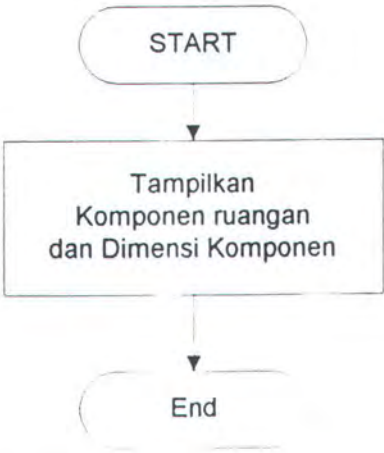 START
Tampilkan
Komponen ruangan
dan Dimensi Komponen
End